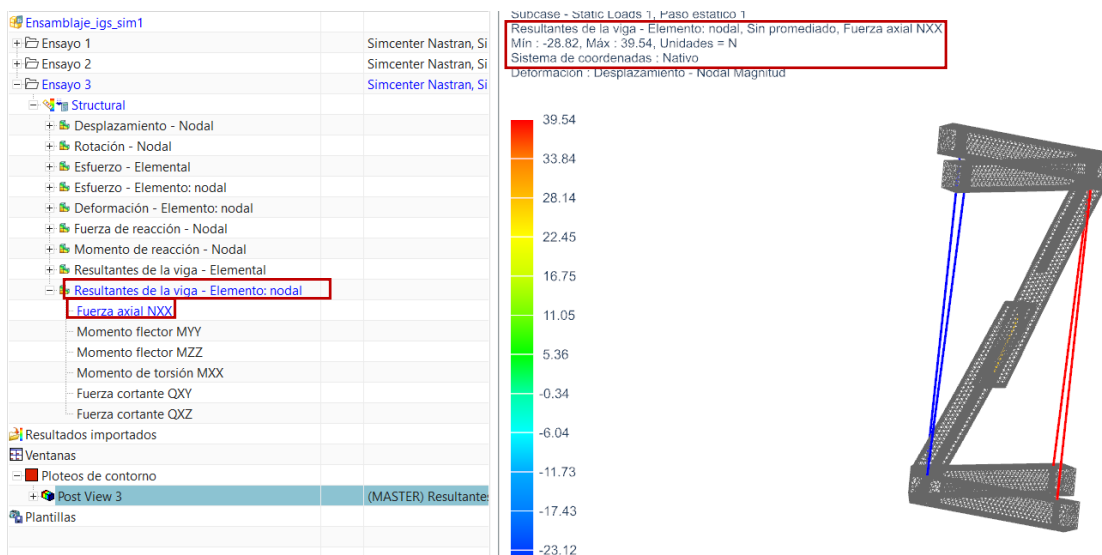 Ensamblaje_igs_sim1
Ensayo 1 Simcenter Nastran, Si
Ensayo 2 Simcenter Nastran, Si
Ensayo 3 Simcenter Nastran, Si
Structural
Desplazamiento - Nodal
Rotación - Nodal
Esfuerzo - Elemental
Esfuerzo - Elemento: nodal
Deformación - Elemento: nodal
Fuerza de reacción - Nodal
Momento de reacción - Nodal
Resultantes de la viga - Elemental
Resultantes de la viga - Elemento: nodal
Fuerza axial NXX
Momento flector MYY
Momento flector MZZ
Momento de torsión MXX
Fuerza cortante QXY
Fuerza cortante QXZ
Resultados importados
Ventanas
Ploteos de contorno
Post View 3 (MASTER) Resultante
Plantillas
Subcase - Static Loads 1, Paso estático 1
Resultantes de la viga - Elemento: nodal, Sin promediado, Fuerza axial NXX
Mín : -28.82, Máx : 39.54, Unidades = N
Sistema de coordenadas : Nativo
Deformación : Desplazamiento - Nodal Magnitud
39.54
33.84
28.14
22.45
16.75
11.05
5.36
-0.34
-6.04
-11.73
-17.43
-23.12